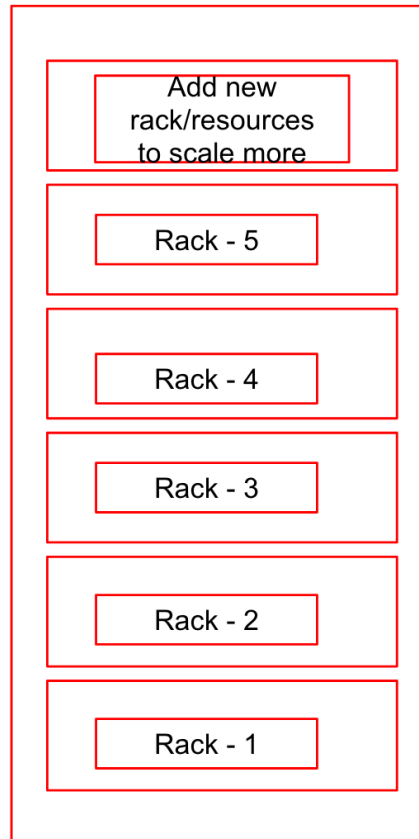 Add new
rack/resources
to scale more
Rack - 5
Rack - 4
Rack - 3
Rack - 2
Rack - 1